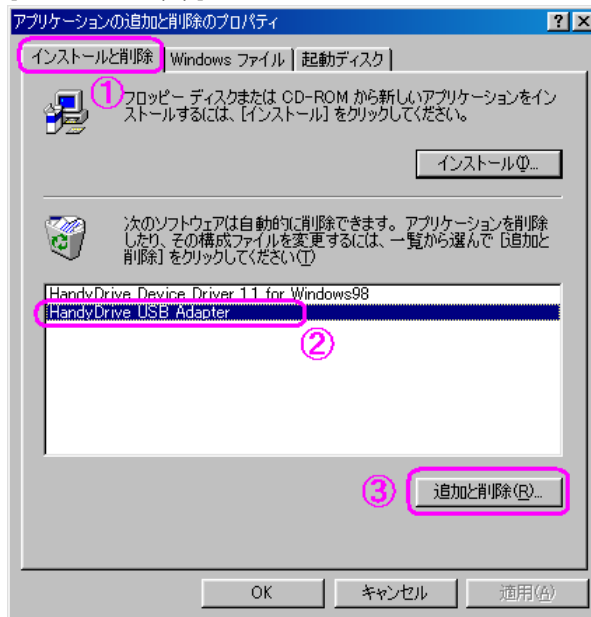 アプリケーションの追加と削除のプロパティ
インストールと削除 Windows ファイル 起動ディスク
①
フロッピー ディスクまたは CD-ROM から新しいアプリケーションをイン
ストールするには、[インストール] をクリックしてください。
インストール(I)...
次のソフトウェアは自動的に削除できます。アプリケーションを削除
したり、その構成ファイルを変更するには、一覧から選んで [追加と
削除] をクリックしてください(T)
HandyDrive Device Driver 1.1 for Windows98
HandyDrive USB Adapter
②
③ 追加と削除(R)...
OK キャンセル 適用(A)